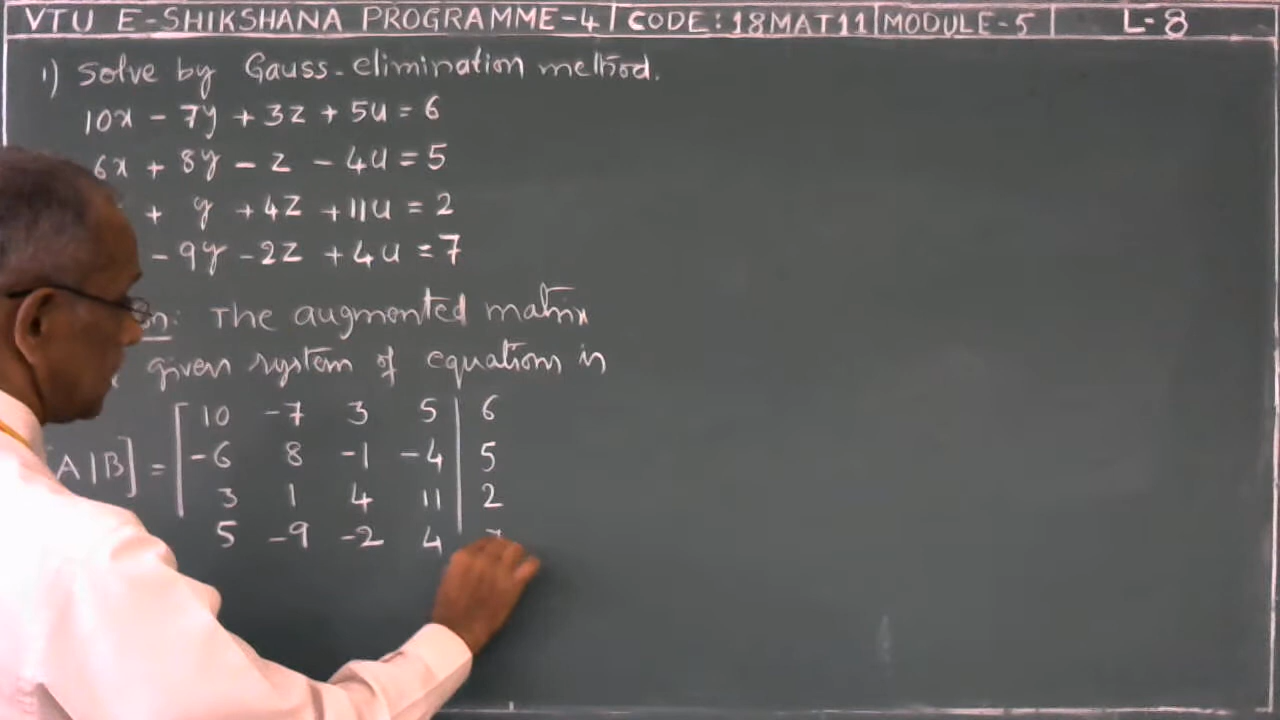 VTU E-SHIKSHANA PROGRAMME-4 | CODE:18MAT11 | MODULE-5 | L-8
1) Solve by Gauss-elimination method.
10x - 7y + 3z + 5u = 6
6x + 8y - z - 4u = 5
+ y + 4z + 11u = 2
- 9y - 2z + 4u = 7
The augmented matrix
given system of equations is
A|B] = [10 -7 3 5 | 6
-6 8 -1 -4 | 5
3 1 4 11 | 2
5 -9 -2 4